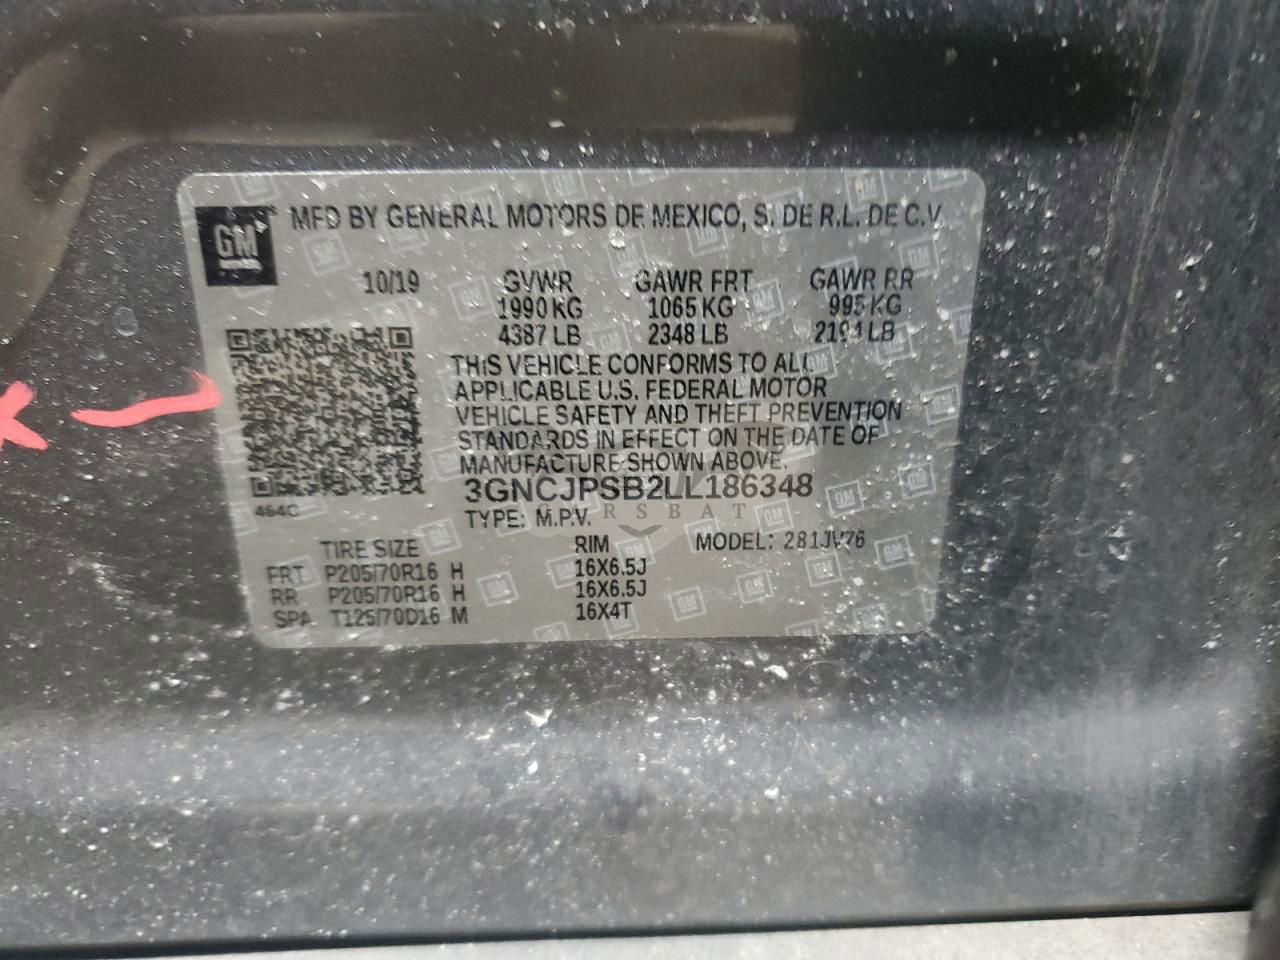 GM
MFD BY GENERAL MOTORS DE MEXICO, S. DE R.L. DE C.V.
10/19 GVWR GAWR FRT GAWR RR
1990 KG 1065 KG 995 KG
4387 LB 2348 LB 2194 LB
THIS VEHICLE CONFORMS TO ALL
APPLICABLE U.S. FEDERAL MOTOR
VEHICLE SAFETY AND THEFT PREVENTION
STANDARDS IN EFFECT ON THE DATE OF
MANUFACTURE SHOWN ABOVE.
3GNCJPSB2LL186348
464C
TYPE: M.P.V.
TIRE SIZE RIM MODEL: 281JV76
FRT P205/70R16 H 16X6.5J
RR P205/70R16 H 16X6.5J
SPA T125/70D16 M 16X4T